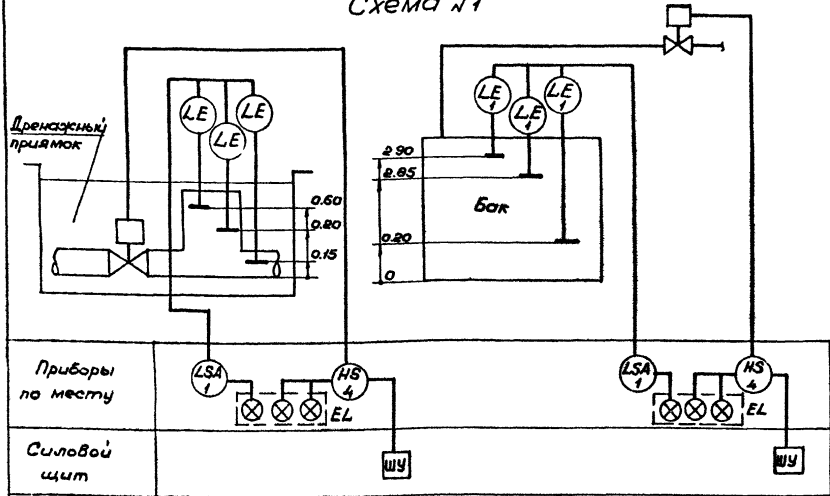 Схема №1
Дренажный
приямок
LE
LE
LE
0.60
0.20
0.15
LE
1
LE
1
LE
1
2.90
2.85
0.20
0
Бак
Приборы
по месту
LSA
1
HS
4
EL
LSA
1
HS
4
EL
Силовой
щит
ШУ
ШУ